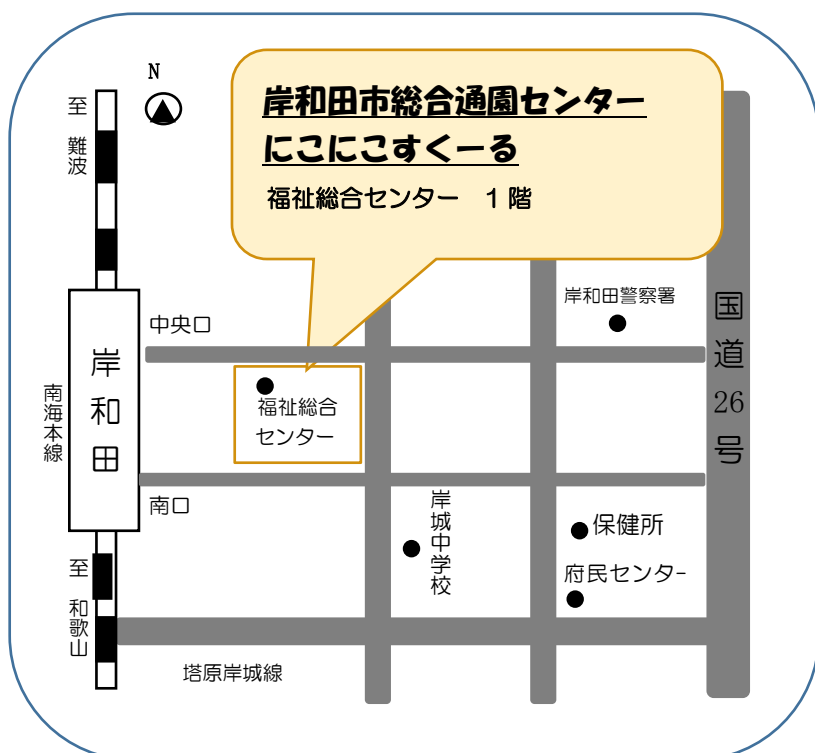 N
至 難波
岸和田市総合通園センター
にこにこすくーる
福祉総合センター　1階
中央口
岸和田警察署
国道26号
岸和田
南海本線
福祉総合
センター
南口
岸城中学校
保健所
府民センター
至 和歌山
塔原岸城線